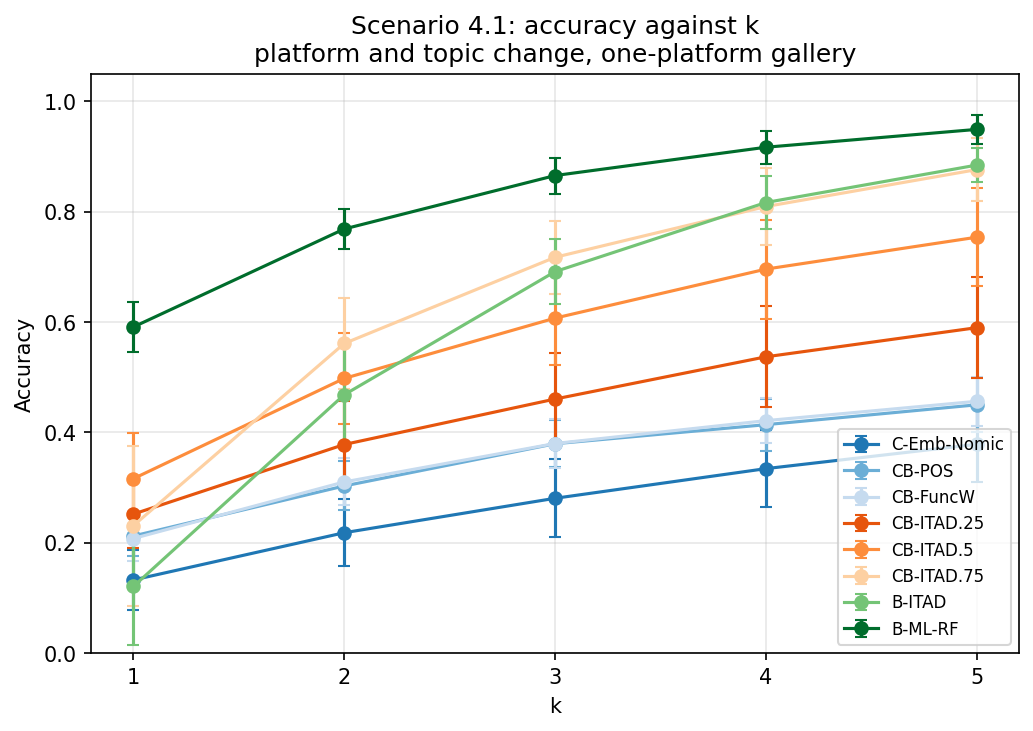 Scenario 4.1: accuracy against k
platform and topic change, one-platform gallery
Accuracy
1.0
0.8
0.6
0.4
0.2
0.0
1 2 3 4 5
k
C-Emb-Nomic
CB-POS
CB-FuncW
CB-ITAD.25
CB-ITAD.5
CB-ITAD.75
B-ITAD
B-ML-RF